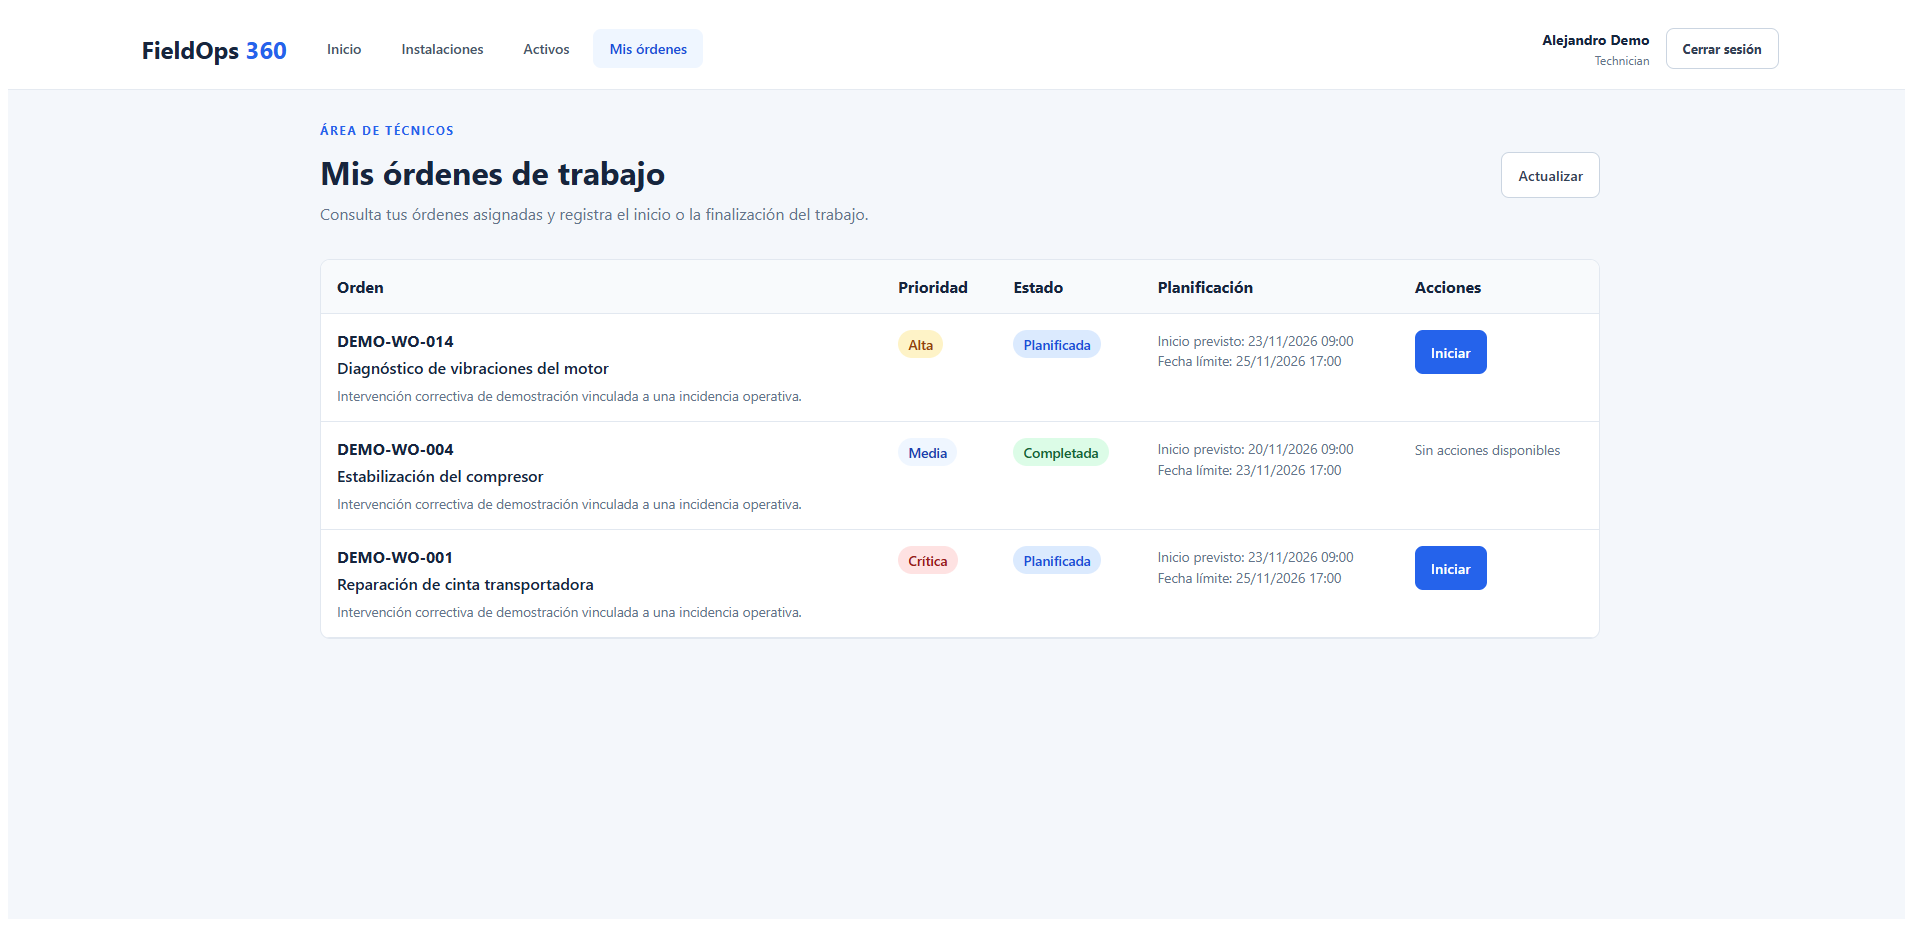 FieldOps 360
Inicio
Instalaciones
Activos
Mis órdenes
Alejandro Demo
Technician
Cerrar sesión
ÁREA DE TÉCNICOS
Mis órdenes de trabajo
Consulta tus órdenes asignadas y registra el inicio o la finalización del trabajo.
Actualizar
Orden Prioridad Estado Planificación Acciones
DEMO-WO-014
Diagnóstico de vibraciones del motor
Intervención correctiva de demostración vinculada a una incidencia operativa.
Alta
Planificada
Inicio previsto: 23/11/2026 09:00
Fecha límite: 25/11/2026 17:00
Iniciar
DEMO-WO-004
Estabilización del compresor
Intervención correctiva de demostración vinculada a una incidencia operativa.
Media
Completada
Inicio previsto: 20/11/2026 09:00
Fecha límite: 23/11/2026 17:00
Sin acciones disponibles
DEMO-WO-001
Reparación de cinta transportadora
Intervención correctiva de demostración vinculada a una incidencia operativa.
Crítica
Planificada
Inicio previsto: 23/11/2026 09:00
Fecha límite: 25/11/2026 17:00
Iniciar